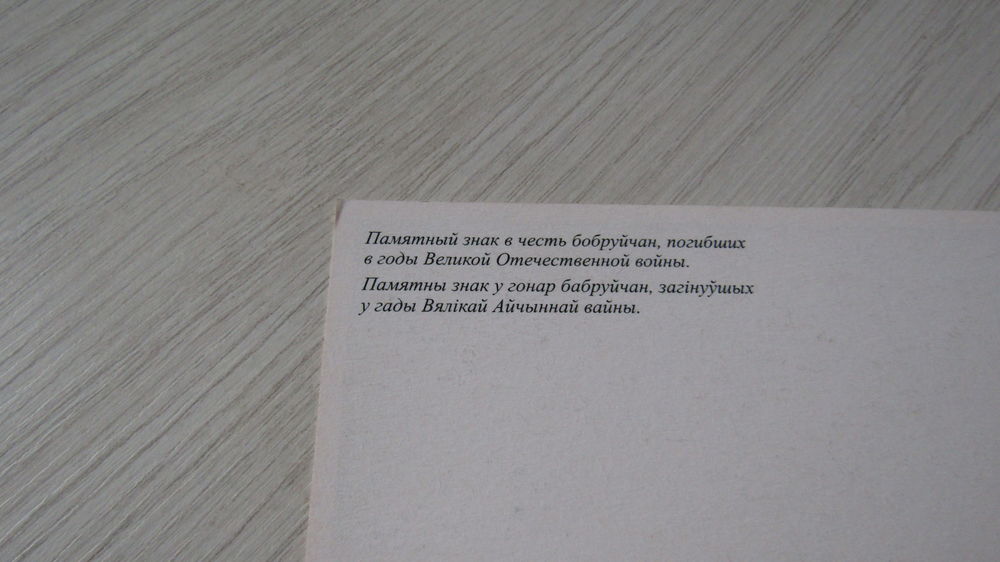 Памятный знак в честь бобруйчан, погибших
в годы Великой Отечественной войны.
Памятны знак у гонар бабруйчан, загінуўшых
у гады Вялікай Айчыннай вайны.